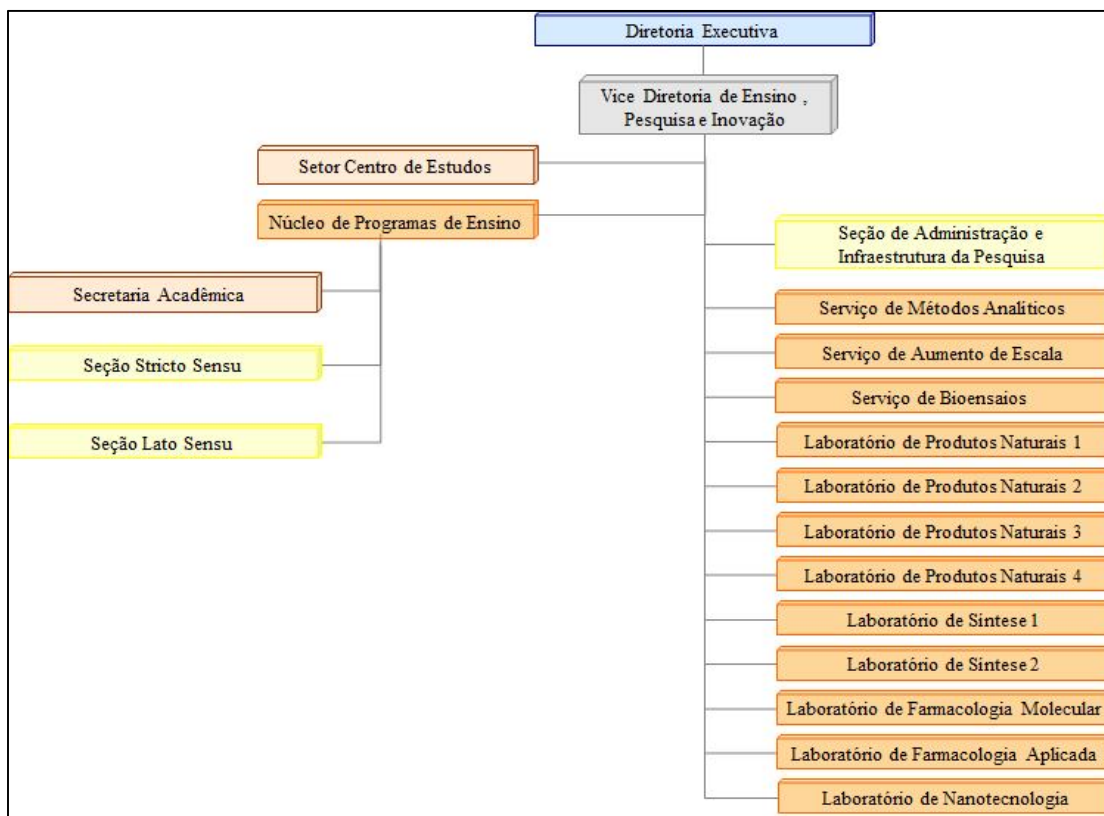 Diretoria Executiva
Vice Diretoria de Ensino ,
Pesquisa e Inovação
Setor Centro de Estudos
Núcleo de Programas de Ensino
Secretaria Acadêmica
Seção Stricto Sensu
Seção Lato Sensu
Seção de Administração e
Infraestrutura da Pesquisa
Serviço de Métodos Analíticos
Serviço de Aumento de Escala
Serviço de Bioensaios
Laboratório de Produtos Naturais 1
Laboratório de Produtos Naturais 2
Laboratório de Produtos Naturais 3
Laboratório de Produtos Naturais 4
Laboratório de Síntese 1
Laboratório de Síntese 2
Laboratório de Farmacologia Molecular
Laboratório de Farmacologia Aplicada
Laboratório de Nanotecnologia